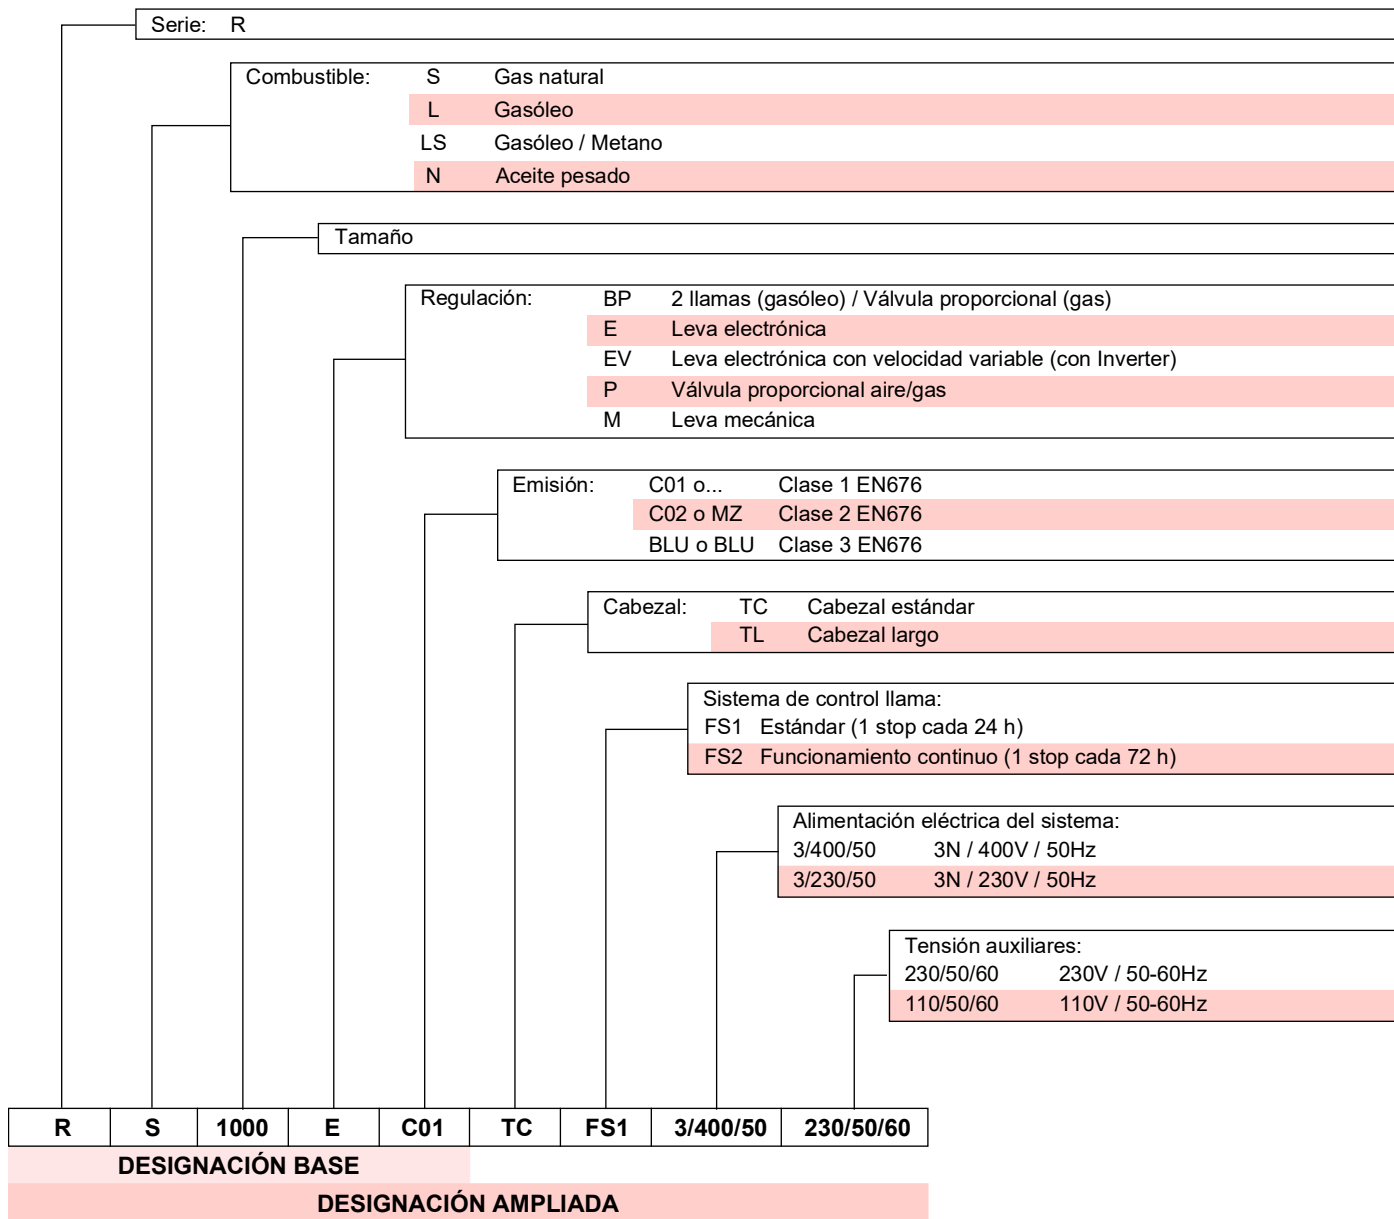 Serie: R
Combustible: S Gas natural
L Gasóleo
LS Gasóleo / Metano
N Aceite pesado
Tamaño
Regulación: BP 2 llamas (gasóleo) / Válvula proporcional (gas)
E Leva electrónica
EV Leva electrónica con velocidad variable (con Inverter)
P Válvula proporcional aire/gas
M Leva mecánica
Emisión: C01 o... Clase 1 EN676
C02 o MZ Clase 2 EN676
BLU o BLU Clase 3 EN676
Cabezal: TC Cabezal estándar
TL Cabezal largo
Sistema de control llama:
FS1 Estándar (1 stop cada 24 h)
FS2 Funcionamiento continuo (1 stop cada 72 h)
Alimentación eléctrica del sistema:
3/400/50 3N / 400V / 50Hz
3/230/50 3N / 230V / 50Hz
Tensión auxiliares:
230/50/60 230V / 50-60Hz
110/50/60 110V / 50-60Hz
R S 1000 E C01 TC FS1 3/400/50 230/50/60
DESIGNACIÓN BASE
DESIGNACIÓN AMPLIADA